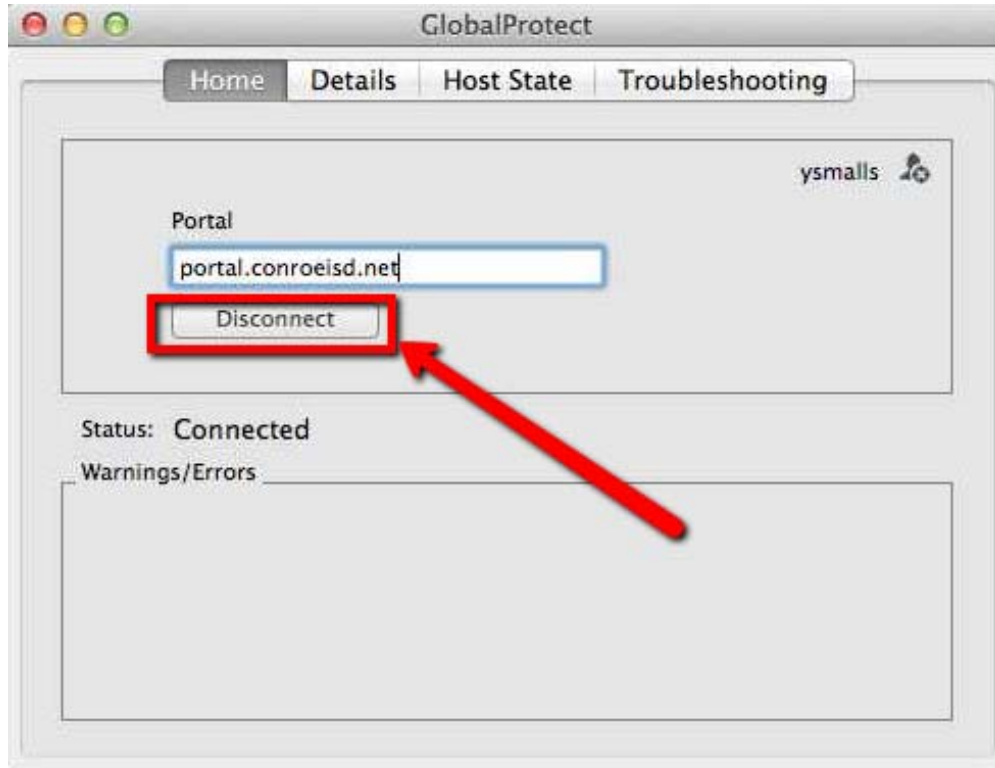 GlobalProtect
Home Details Host State Troubleshooting
ysmalls
Portal
portal.conroeisd.net
Disconnect
Status: Connected
Warnings/Errors